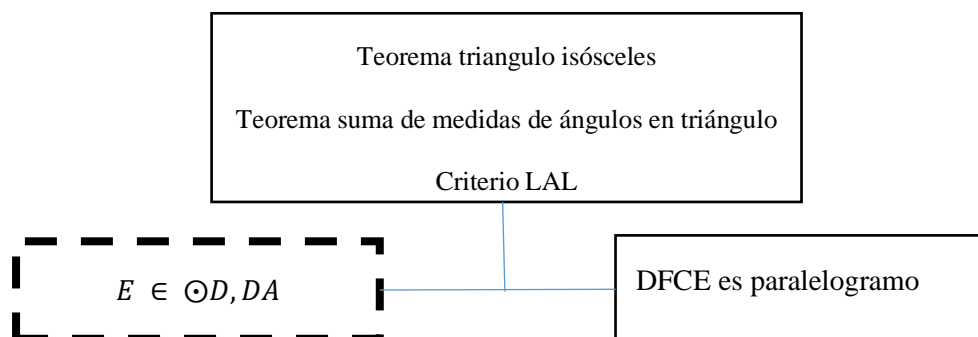 Teorema triangulo isósceles
Teorema suma de medidas de ángulos en triángulo
Criterio LAL
𝐸 ∈ ⨀𝐷, 𝐷𝐴
DFCE es paralelogramo